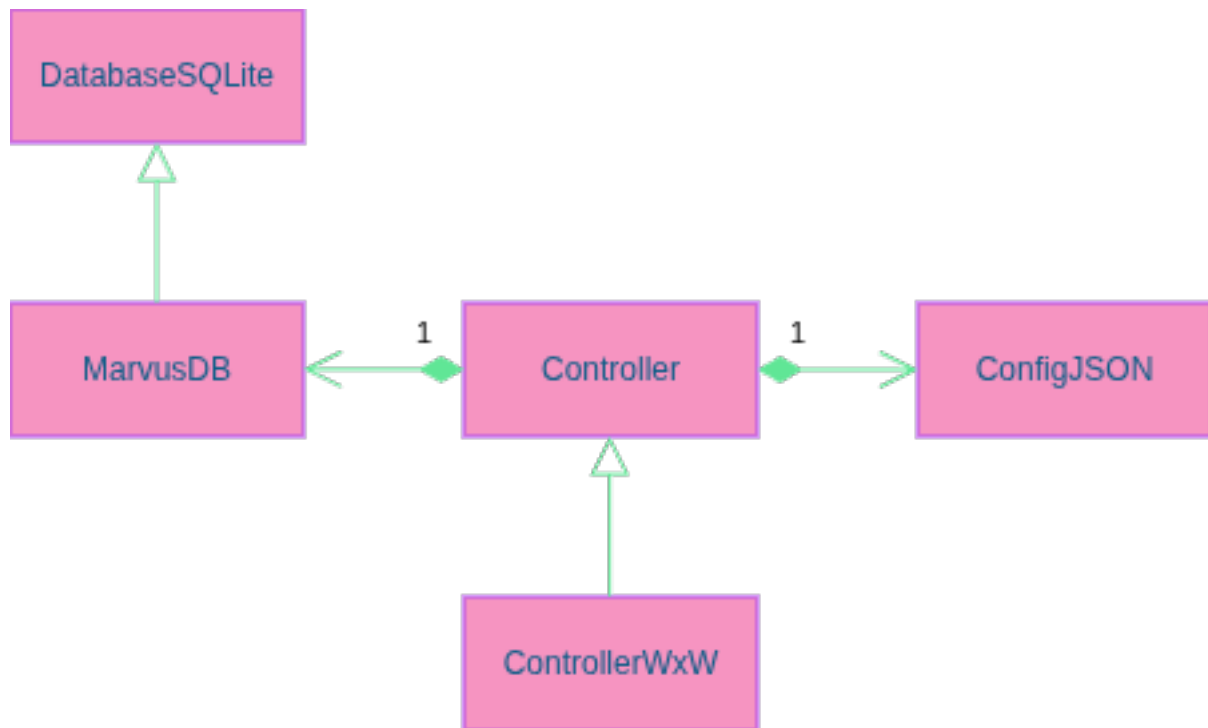 DatabaseSQLite
1
1
MarvusDB
Controller
ConfigJSON
ControllerWxW